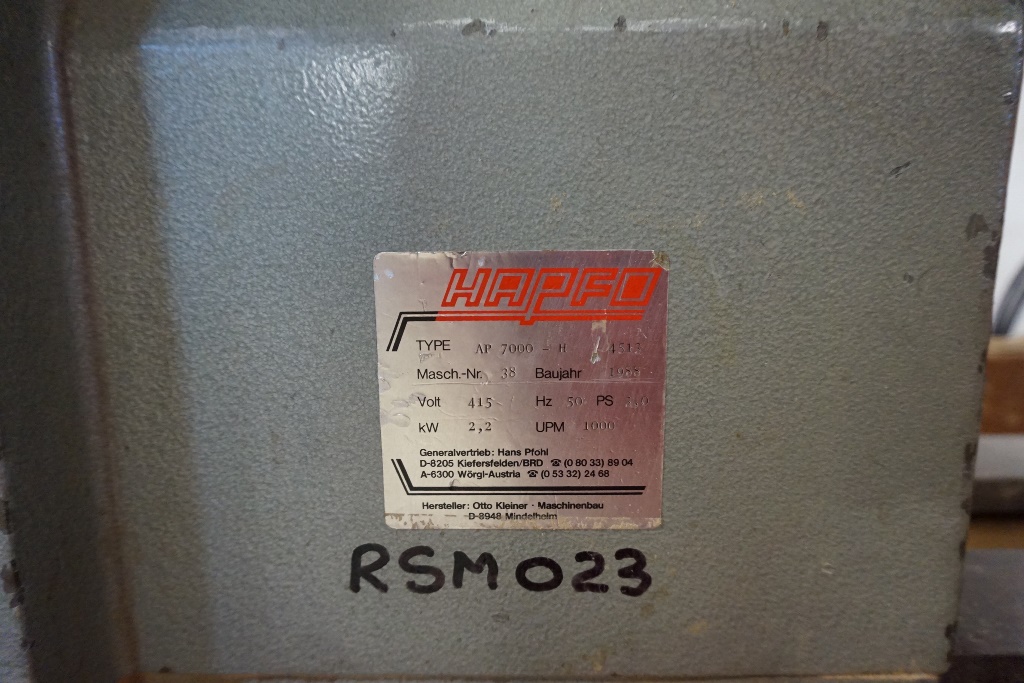 HAPFO
TYPE AP 7000 - H
Masch.-Nr. 38 Baujahr
Volt 415 Hz 50 PS
kW 2,2 UPM 1000
Generalvertrieb: Hans Pfohl
D-8205 Kiefersfelden/BRD ☎ (0 80 33) 89 04
A-6300 Wörgl-Austria ☎ (0 53 32) 24 68
Hersteller: Otto Kleiner · Maschinenbau
D-8948 Mindelheim
RSM023